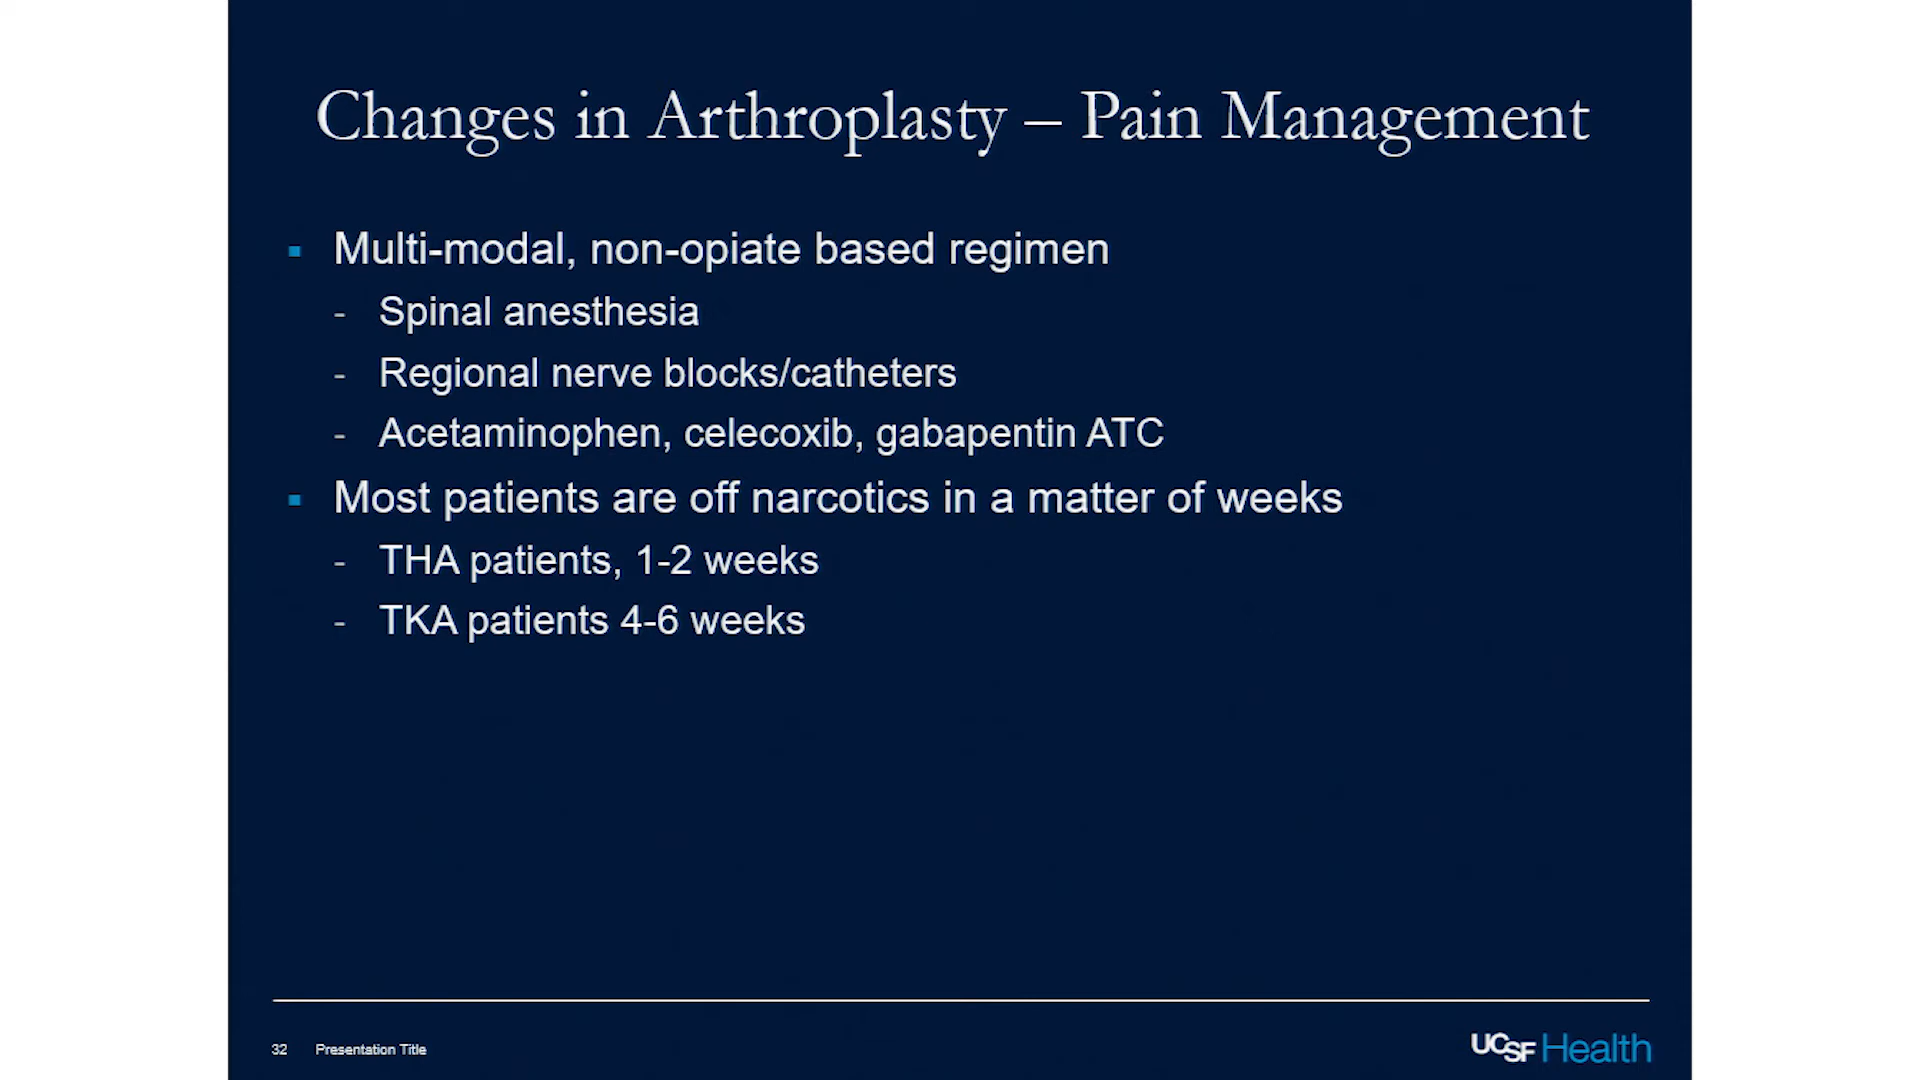 Changes in Arthroplasty – Pain Management
▪ Multi-modal, non-opiate based regimen
- Spinal anesthesia
- Regional nerve blocks/catheters
- Acetaminophen, celecoxib, gabapentin ATC
▪ Most patients are off narcotics in a matter of weeks
- THA patients, 1-2 weeks
- TKA patients 4-6 weeks
32 Presentation Title
UCSF Health